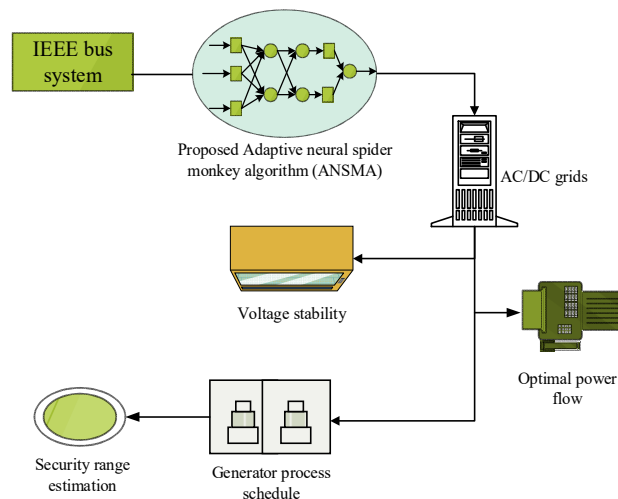 IEEE bus
system
Proposed Adaptive neural spider
monkey algorithm (ANSMA)
AC/DC grids
Voltage stability
Optimal power
flow
Security range
estimation
Generator process
schedule